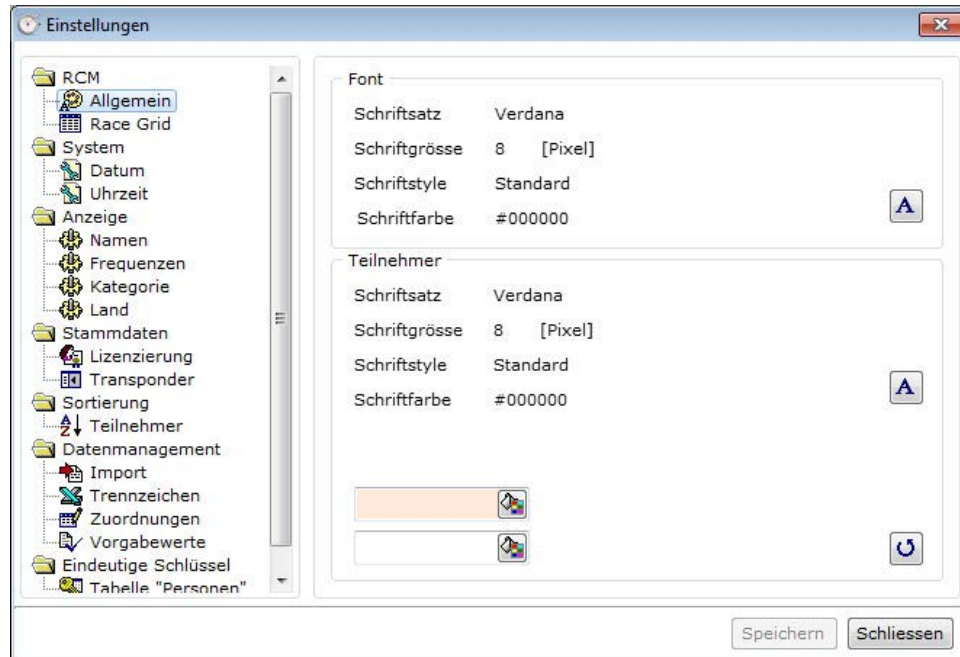 Einstellungen
RCM
Allgemein
Race Grid
System
Datum
Uhrzeit
Anzeige
Namen
Frequenzen
Kategorie
Land
Stammdaten
Lizenzierung
Transponder
Sortierung
Teilnehmer
Datenmanagement
Import
Trennzeichen
Zuordnungen
Vorgabewerte
Eindeutige Schlüssel
Tabelle "Personen"
Font
Schriftsatz Verdana
Schriftgrösse 8 [Pixel]
Schriftstyle Standard
Schriftfarbe #000000
A
Teilnehmer
Schriftsatz Verdana
Schriftgrösse 8 [Pixel]
Schriftstyle Standard
Schriftfarbe #000000
A
Speichern Schliessen